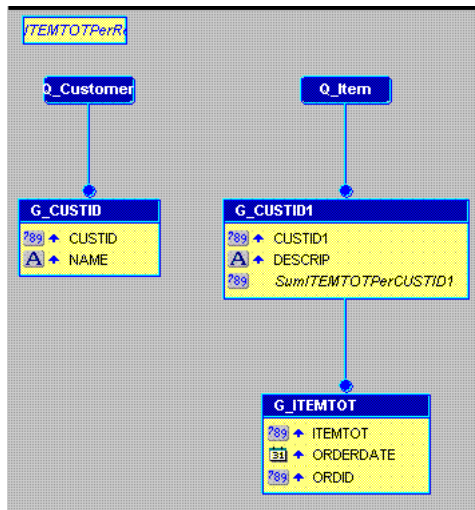 ITEMTOTPerRe
Q_Customer
Q_Item
G_CUSTID
789 CUSTID
A NAME
G_CUSTID1
789 CUSTID1
A DESCRIP
789 SumITEMTOTPerCUSTID1
G_ITEMTOT
789 ITEMTOT
31 ORDERDATE
789 ORDID